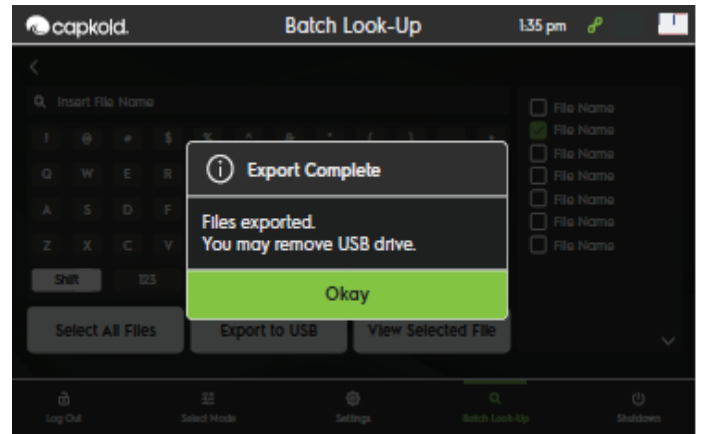 capkold.
Batch Look-Up
1:35 pm
Insert File Name
! @ # $ % ^ & * ( )
Q W E R
A S D F
Z X C V
Shift 123
File Name
File Name
File Name
File Name
File Name
File Name
File Name
Export Complete
Files exported.
You may remove USB drive.
Okay
Select All Files
Export to USB
View Selected File
Log Out
Select Mode
Settings
Batch Look-Up
Shutdown